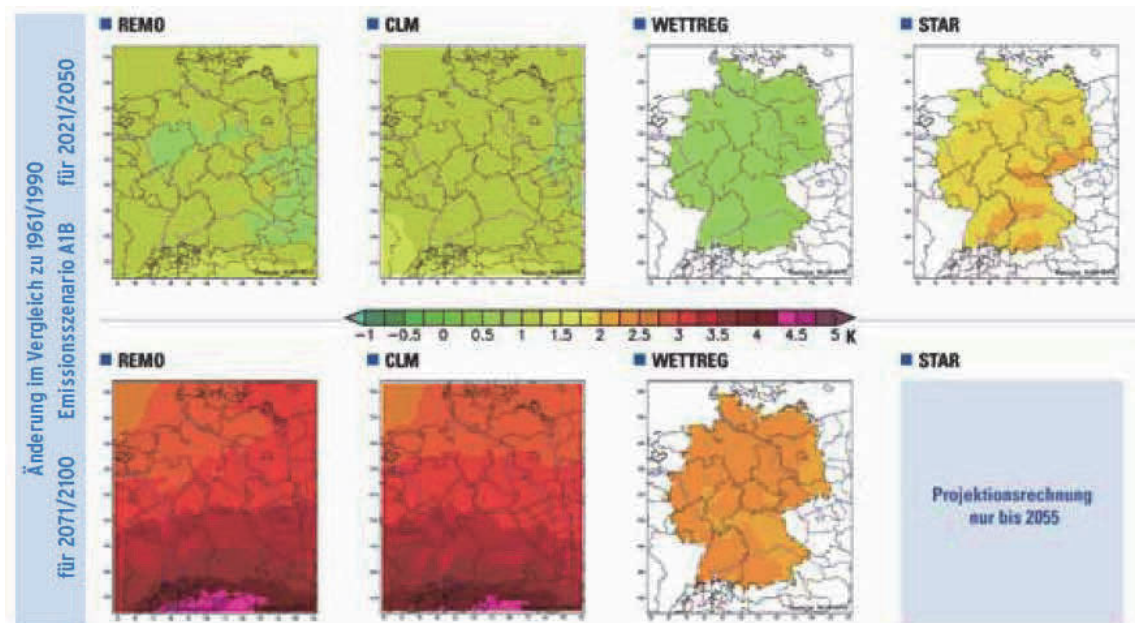 Änderung im Vergleich zu 1961/1990
Emissionsszenario A1B
für 2021/2050
für 2071/2100
REMO
CLM
WETTREG
STAR
-1 -0.5 0 0.5 1 1.5 2 2.5 3 3.5 4 4.5 5 K
REMO
CLM
WETTREG
STAR
Projektionsrechnung
nur bis 2055